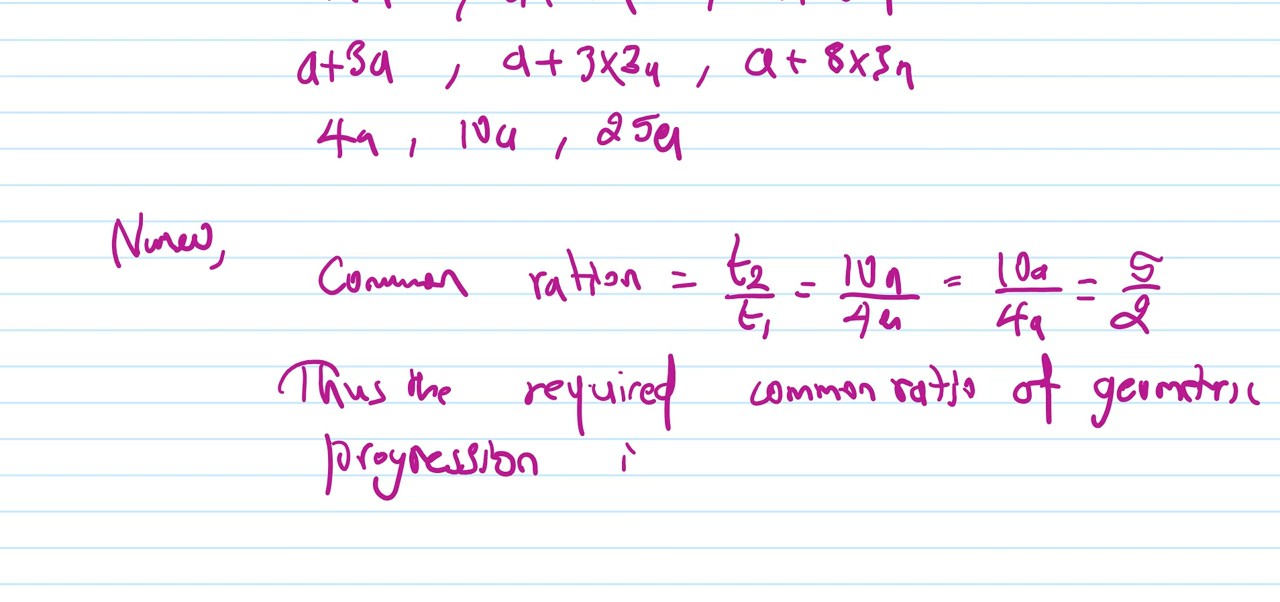 a+3a , a+3×3a , a+8×3a
4a , 10a , 25a
Now,
Common ration = t₂/t₁ = 10a/4a = 10a/4a = 5/2
Thus the required common ratio of geometric
progression i